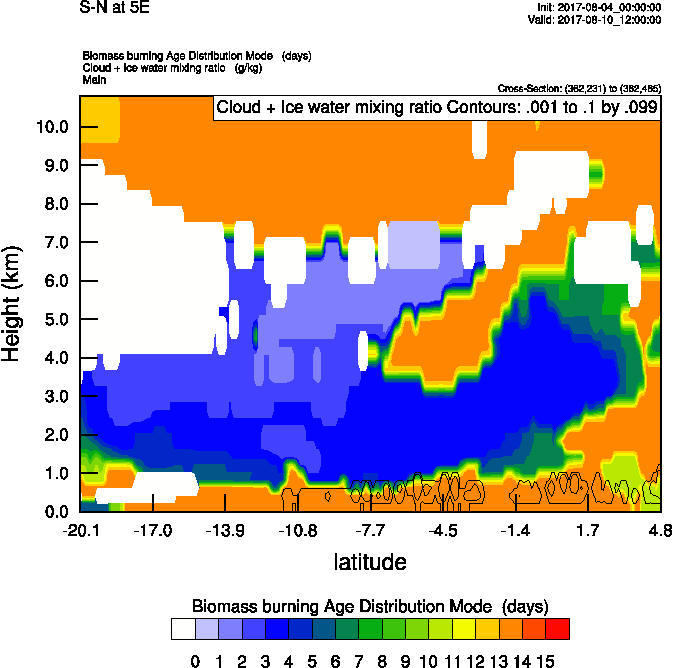 S-N at 5E
Init: 2017-08-04_00:00:00
Valid: 2017-08-10_12:00:00
Biomass burning Age Distribution Mode (days)
Cloud + Ice water mixing ratio (g/kg)
Main
Cross-Section: (362,231) to (362,485)
Cloud + Ice water mixing ratio Contours: .001 to .1 by .099
10.0
9.0
8.0
7.0
6.0
5.0
4.0
3.0
2.0
1.0
0.0
Height (km)
-20.1 -17.0 -13.9 -10.8 -7.7 -4.5 -1.4 1.7 4.8
latitude
Biomass burning Age Distribution Mode (days)
0 1 2 3 4 5 6 7 8 9 10 11 12 13 14 15